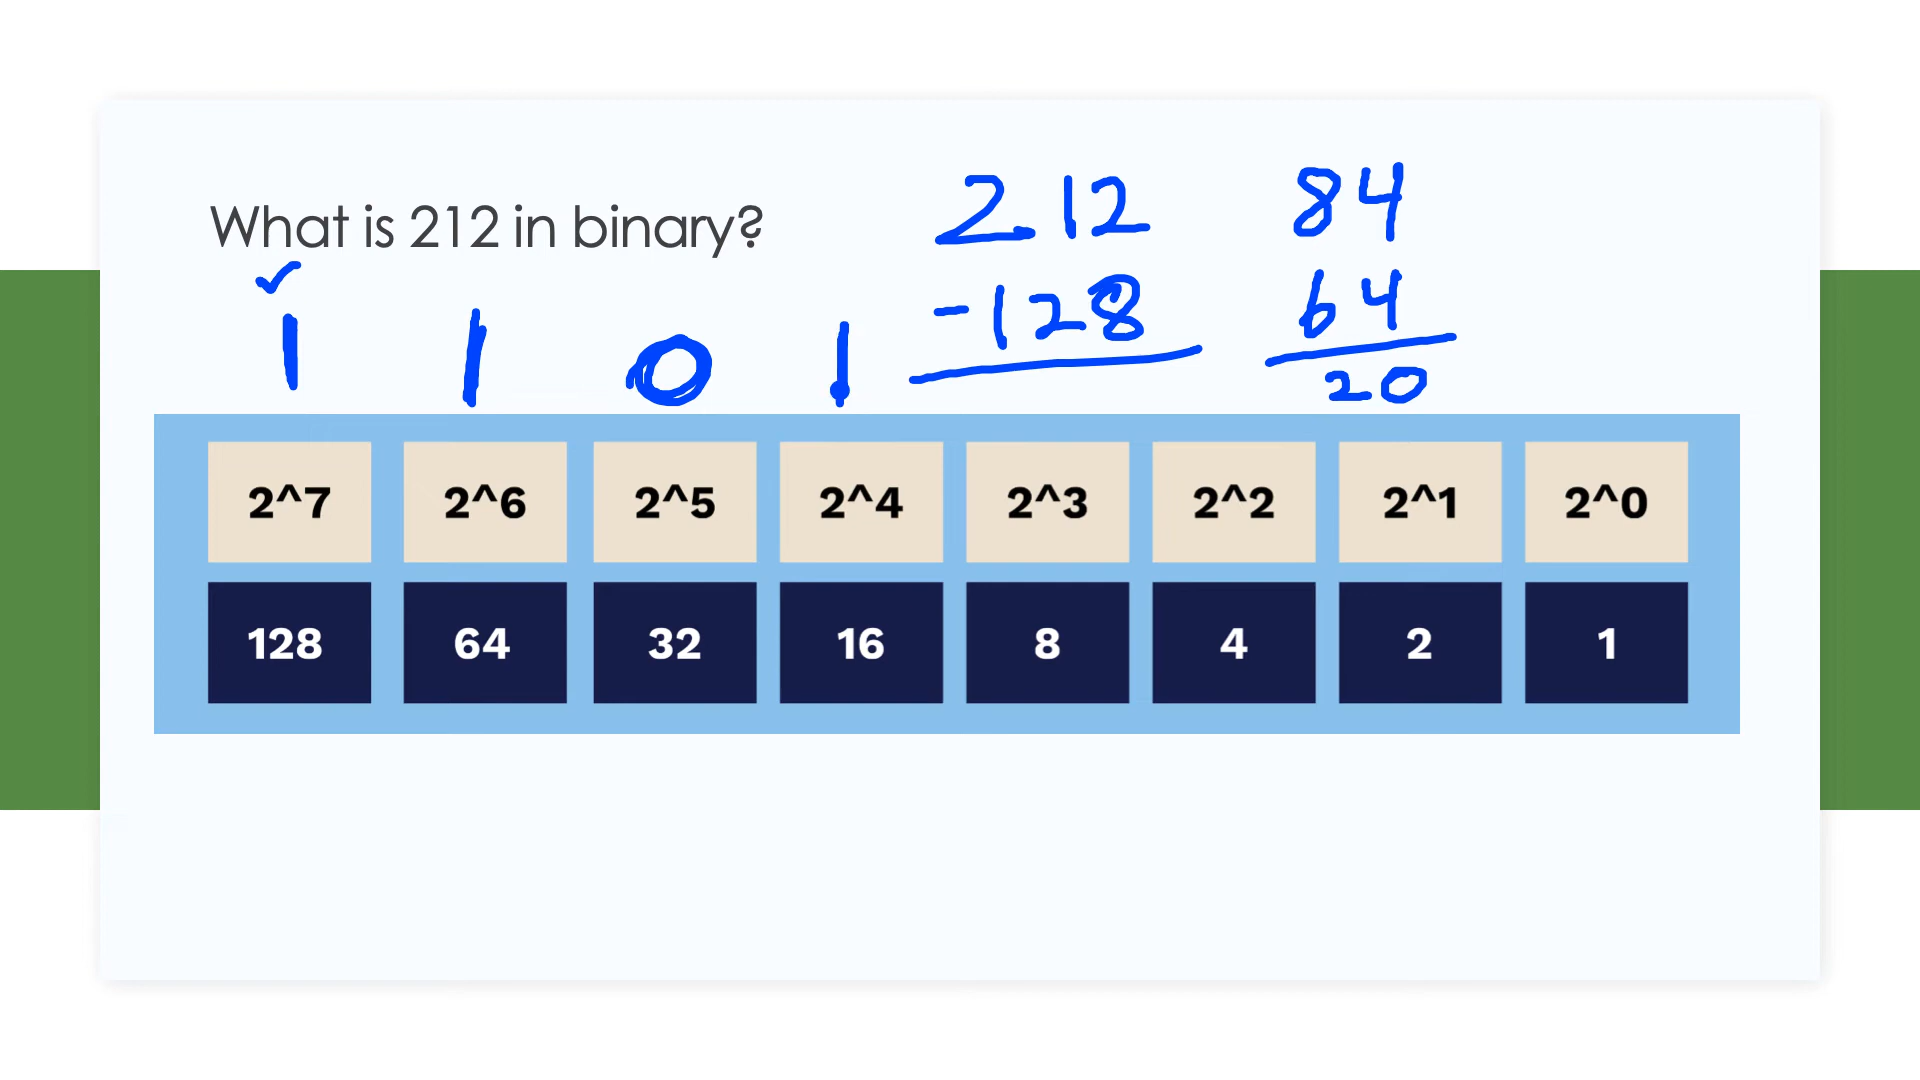 What is 212 in binary?
212 84
-128 64
20
1 1 0 1
2^7 2^6 2^5 2^4 2^3 2^2 2^1 2^0
128 64 32 16 8 4 2 1